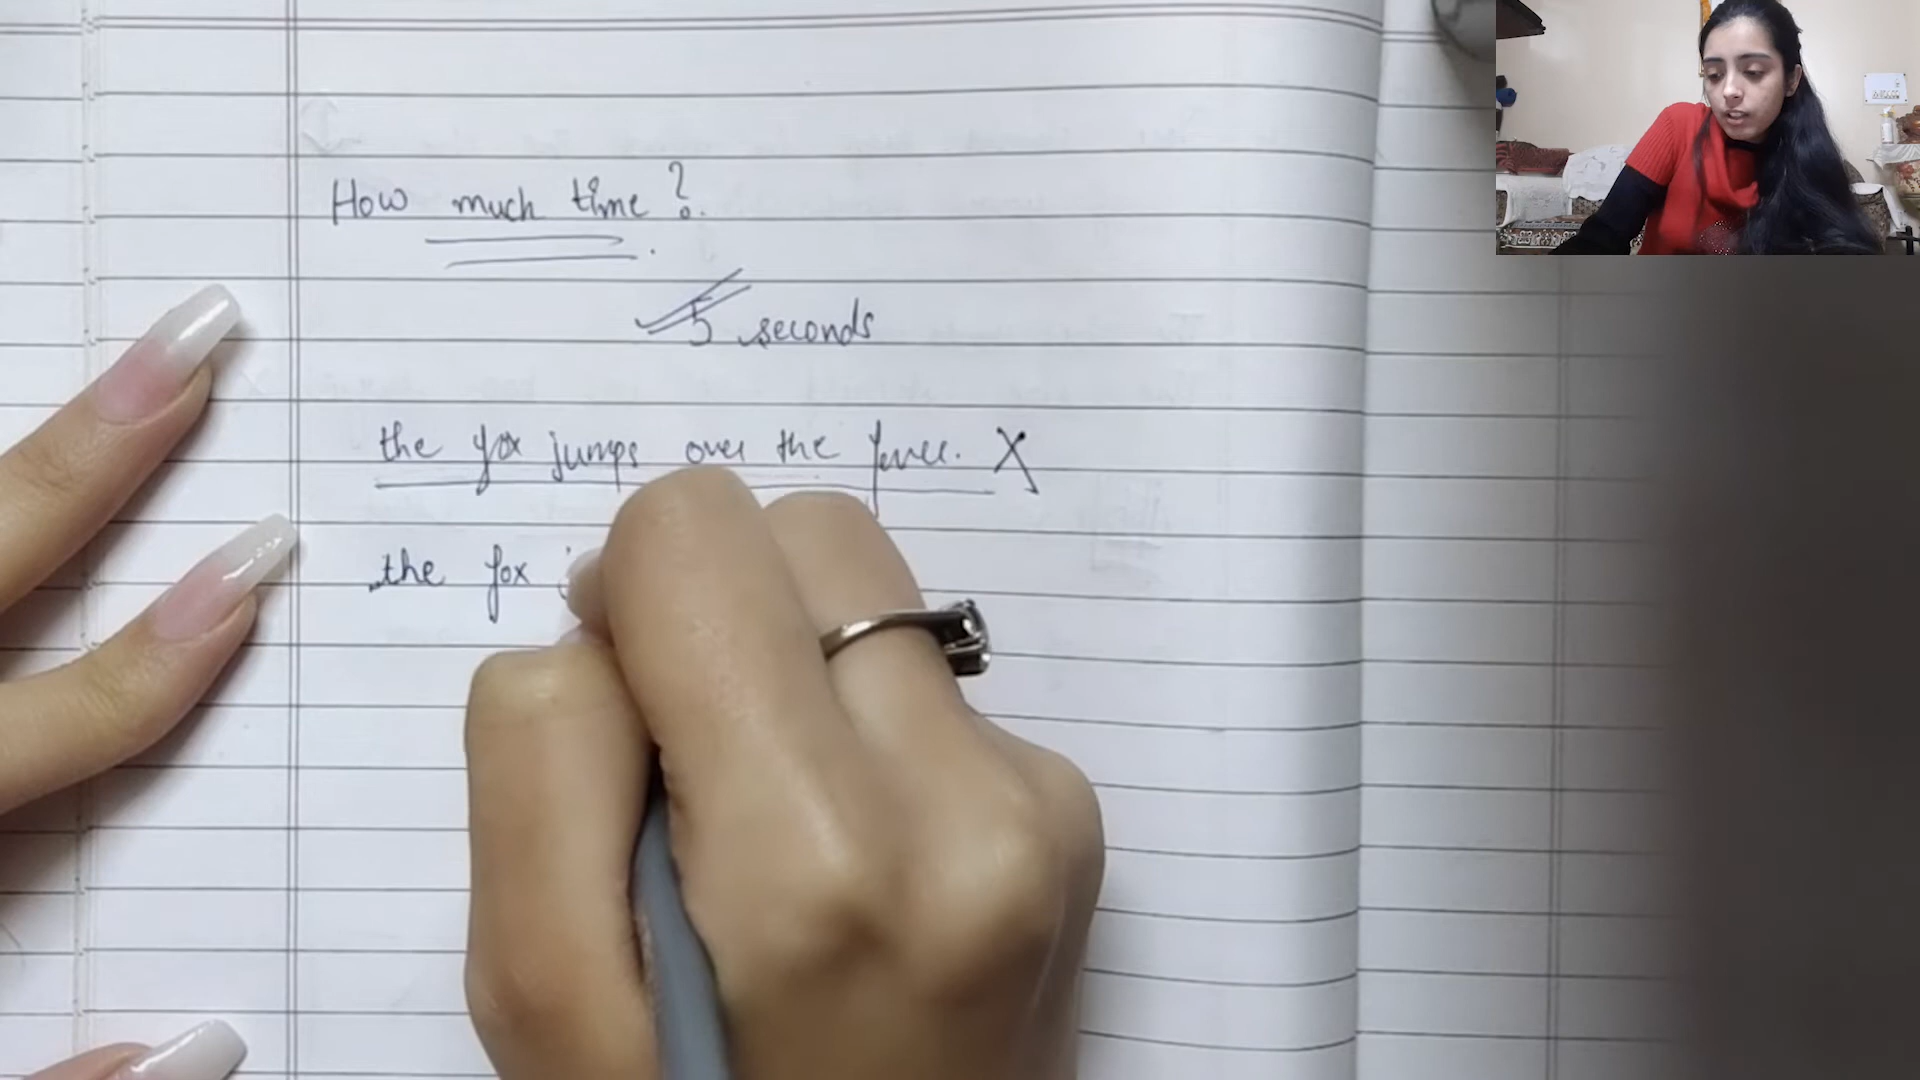 How much time?.
5 seconds
the fox jumps over the fence. X
the fox